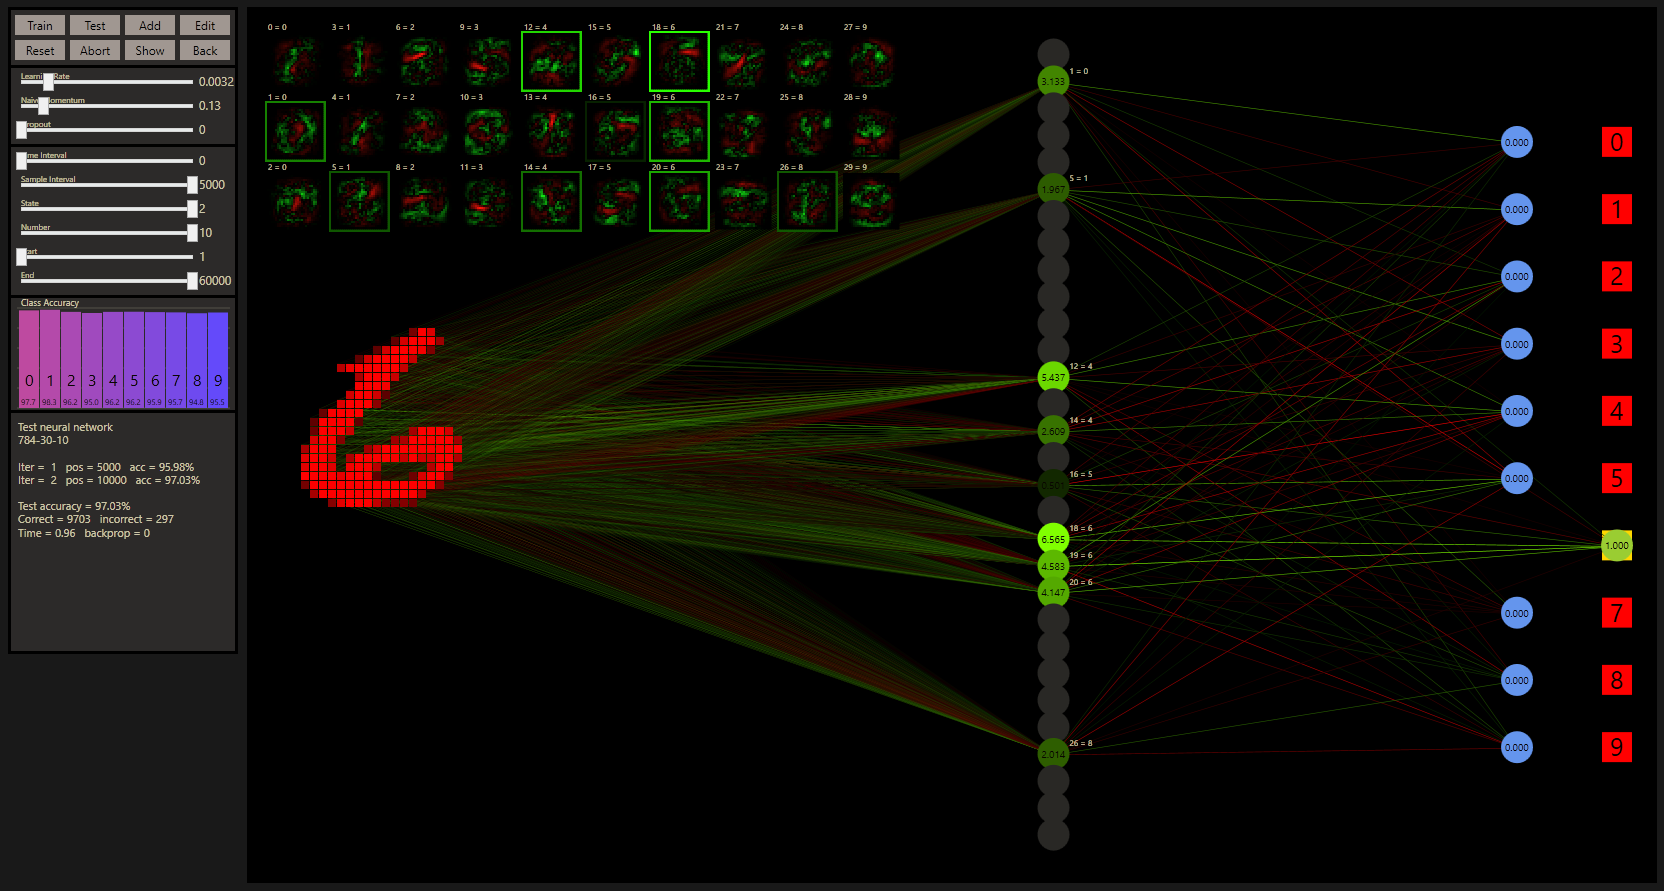 Train Test Add Edit
Reset Abort Show Back
Learning Rate 0.0032
Naive Momentum 0.13
Dropout 0
Time Interval 0
Sample Interval 5000
State 2
Number 10
Start 1
End 60000
Class Accuracy
0 1 2 3 4 5 6 7 8 9
97.7 98.3 96.2 95.0 96.2 96.2 95.9 95.7 94.8 95.5
Test neural network
784-30-10
Iter = 1 pos = 5000 acc = 95.98%
Iter = 2 pos = 10000 acc = 97.03%
Test accuracy = 97.03%
Correct = 9703 incorrect = 297
Time = 0.96 backprop = 0
0 = 0 3 = 1 6 = 2 9 = 3 12 = 4 15 = 5 18 = 6 21 = 7 24 = 8 27 = 9
1 = 0 4 = 1 7 = 2 10 = 3 13 = 4 16 = 5 19 = 6 22 = 7 25 = 8 28 = 9
2 = 0 5 = 1 8 = 2 11 = 3 14 = 4 17 = 5 20 = 6 23 = 7 26 = 8 29 = 9
1 = 0
3.133
5 = 1
1.967
12 = 4
5.437
14 = 4
2.609
16 = 5
0.501
18 = 6
6.565
19 = 6
4.583
20 = 6
4.147
26 = 8
2.014
0.000 0
0.000 1
0.000 2
0.000 3
0.000 4
0.000 5
1.000
0.000 7
0.000 8
0.000 9